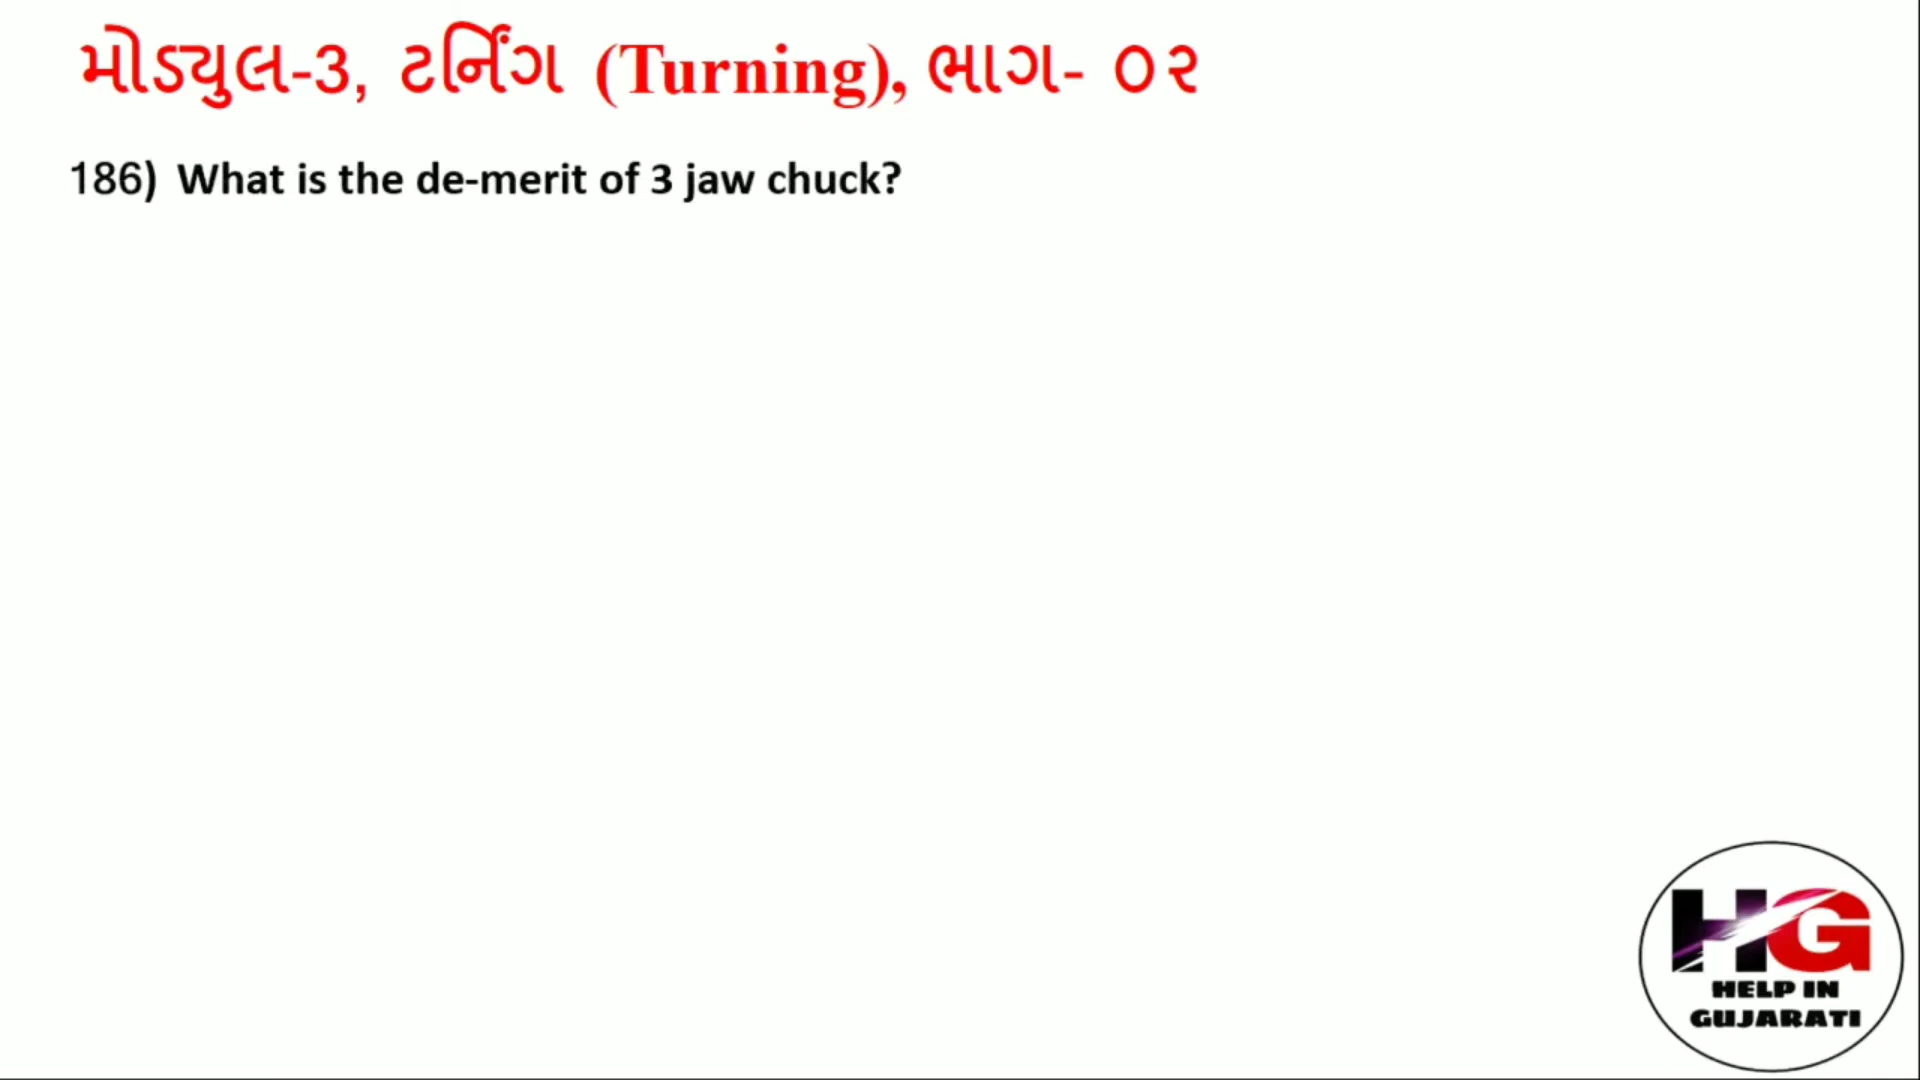 મોડ્યુલ-3, ટર્નિંગ (Turning), ભાગ- ૦૨
186) What is the de-merit of 3 jaw chuck?
HG
HELP IN
GUJARATI